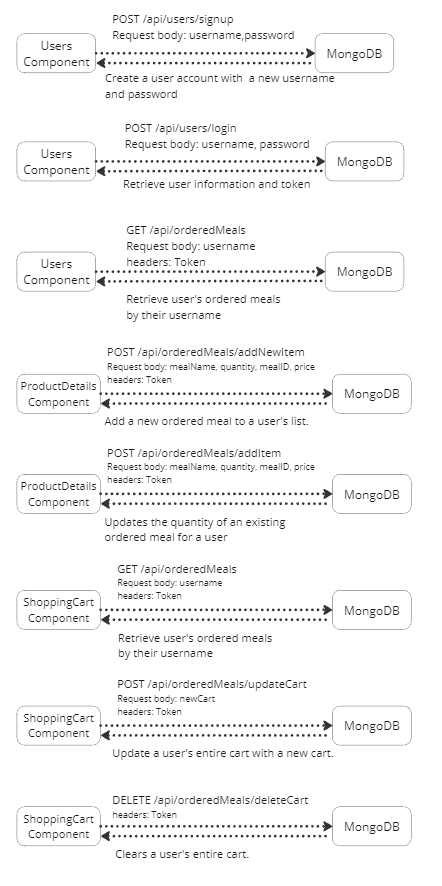 POST /api/users/signup
Request body: username,password
Users
Component
MongoDB
Create a user account with a new username
and password
POST /api/users/login
Request body: username, password
Users
Component
MongoDB
Retrieve user information and token
GET /api/orderedMeals
Request body: username
headers: Token
Users
Component
MongoDB
Retrieve user's ordered meals
by their username
POST /api/orderedMeals/addNewItem
Request body: mealName, quantity, mealID, price
headers: Token
ProductDetails
Component
MongoDB
Add a new ordered meal to a user's list.
POST /api/orderedMeals/addItem
Request body: mealName, quantity, mealID, price
headers: Token
ProductDetails
Component
MongoDB
Updates the quantity of an existing
ordered meal for a user
GET /api/orderedMeals
Request body: username
headers: Token
ShoppingCart
Component
MongoDB
Retrieve user's ordered meals
by their username
POST /api/orderedMeals/updateCart
Request body: newCart
headers: Token
ShoppingCart
Component
MongoDB
Update a user's entire cart with a new cart.
DELETE /api/orderedMeals/deleteCart
headers: Token
ShoppingCart
Component
MongoDB
Clears a user's entire cart.